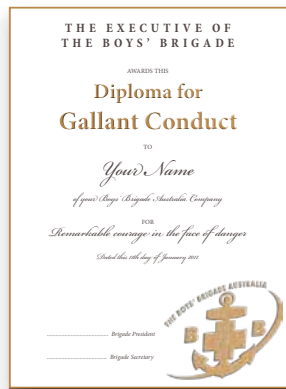 THE EXECUTIVE OF
THE BOYS' BRIGADE
AWARDS THIS
Diploma for
Gallant Conduct
TO
Your Name
of your Boys' Brigade Australia Company
FOR
Remarkable courage in the face of danger
Dated this 12th day of January 2011
THE BOYS' BRIGADE AUSTRALIA
B B
Brigade President
Brigade Secretary